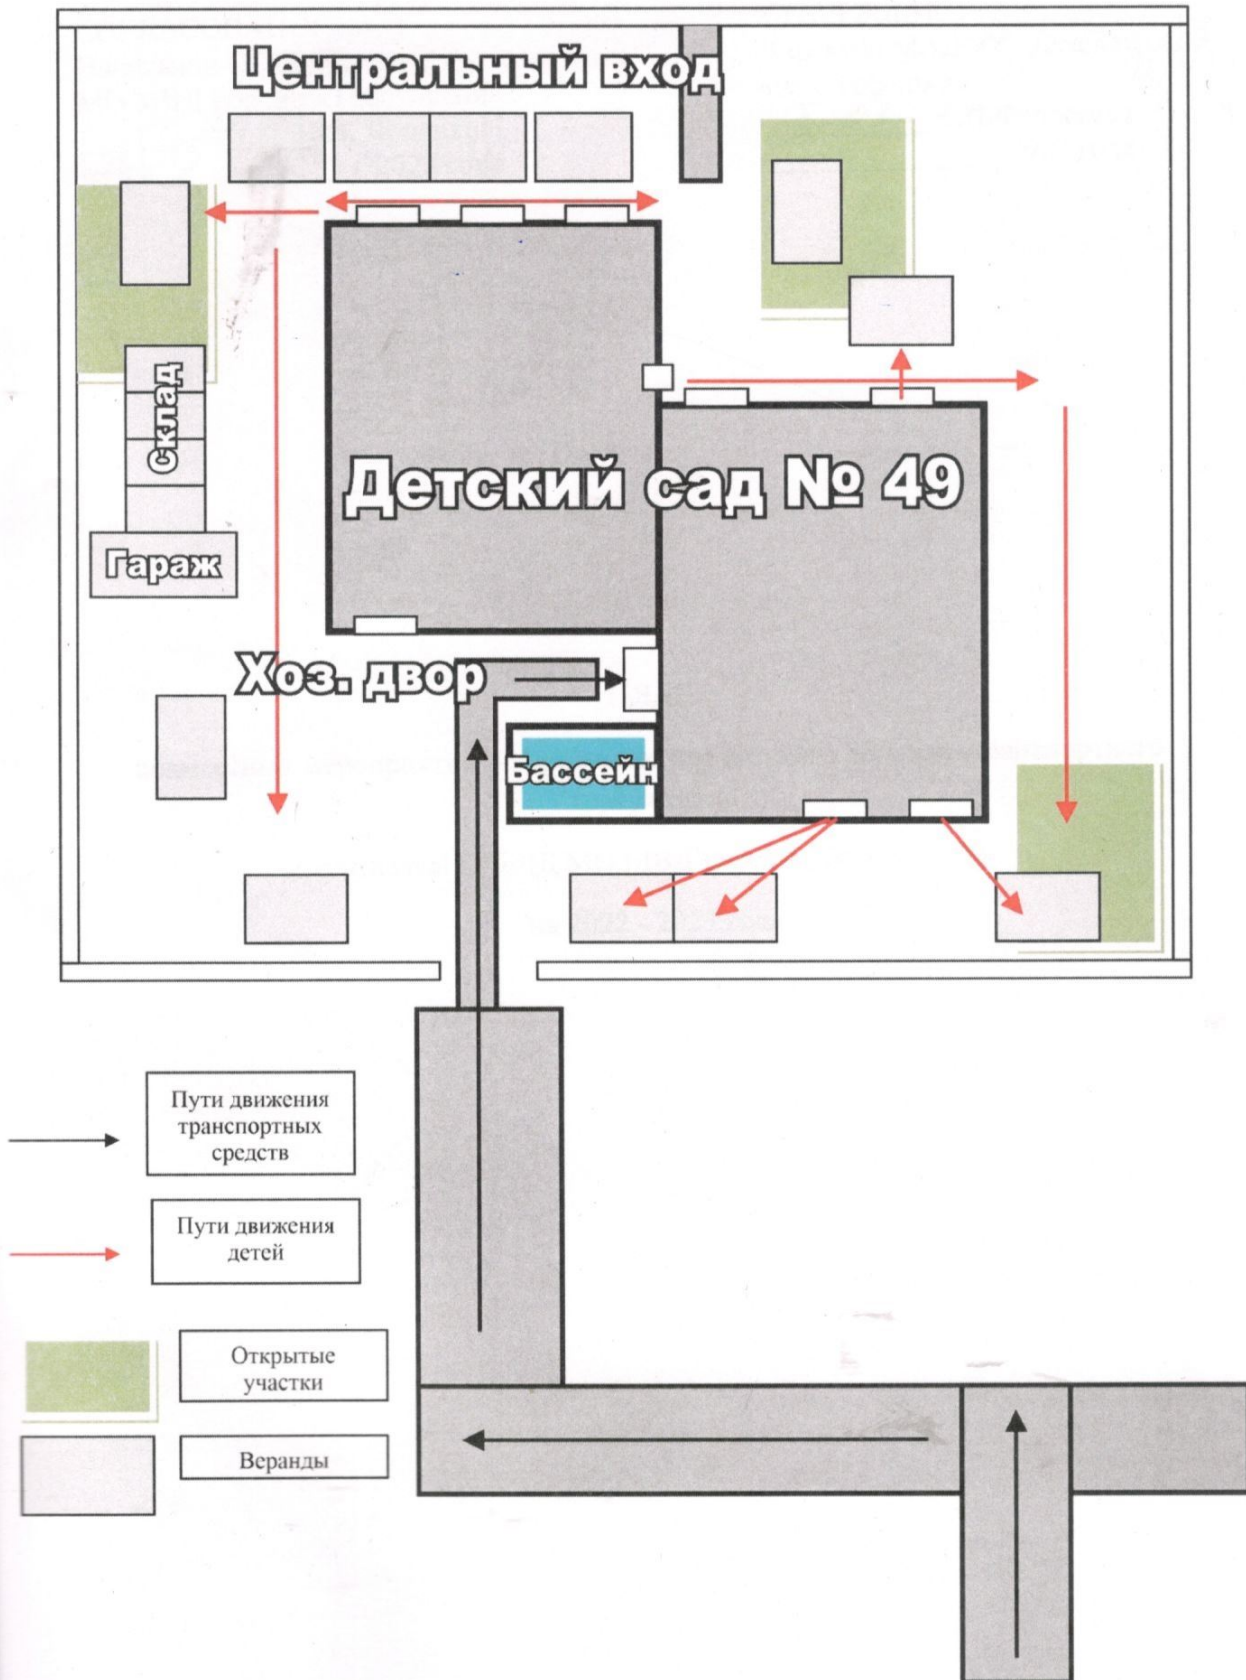 Центральный вход
Склад
Детский сад № 49
Гараж
Хоз. двор
Бассейн
Пути движения
транспортных
средств
Пути движения
детей
Открытые
участки
Веранды